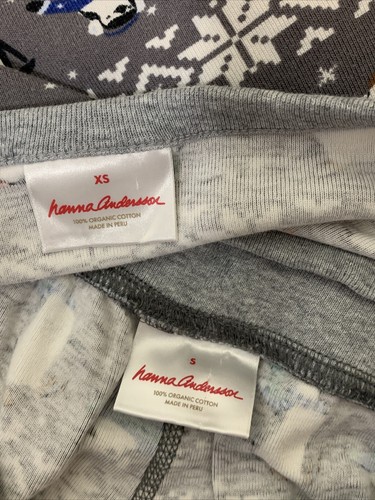 XS
hanna Andersson
100% ORGANIC COTTON
MADE IN PERU
S
hanna Andersson
100% ORGANIC COTTON
MADE IN PERU